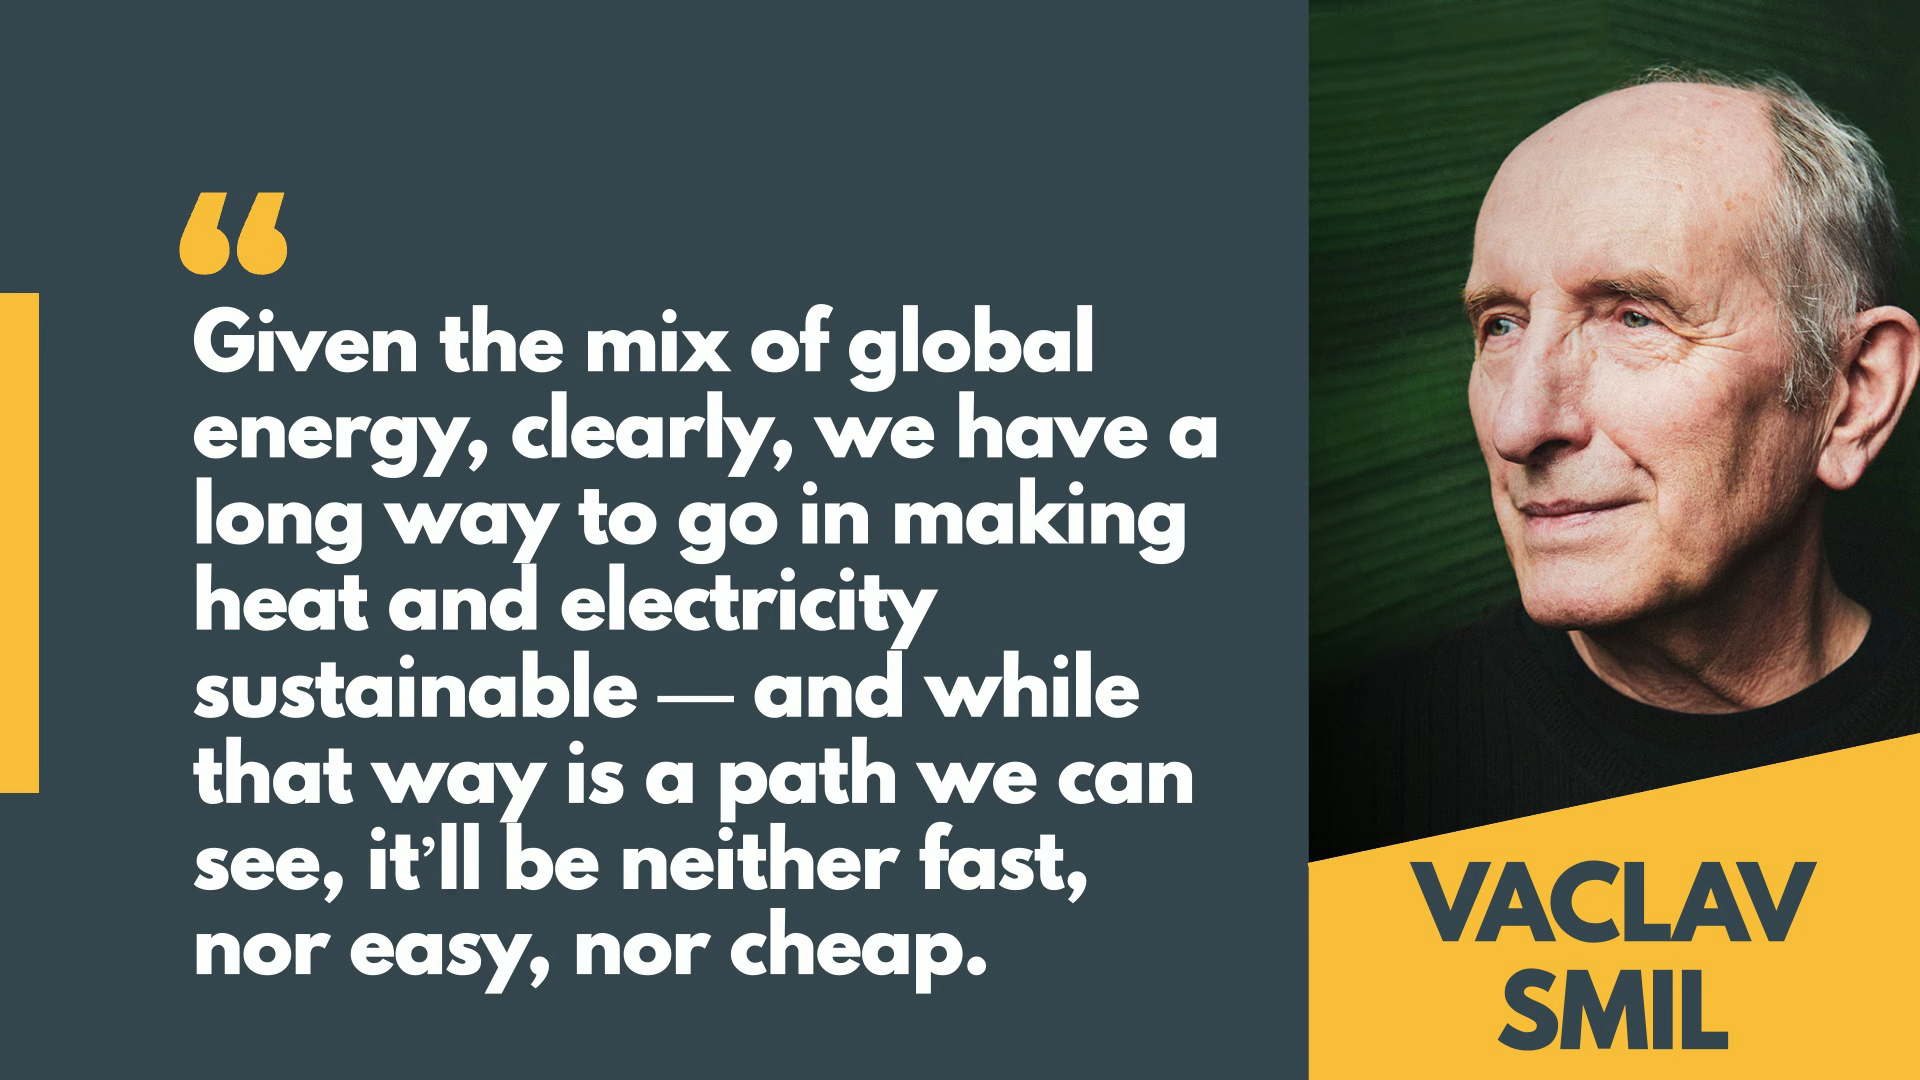 “
Given the mix of global
energy, clearly, we have a
long way to go in making
heat and electricity
sustainable — and while
that way is a path we can
see, it’ll be neither fast,
nor easy, nor cheap.
VACLAV
SMIL